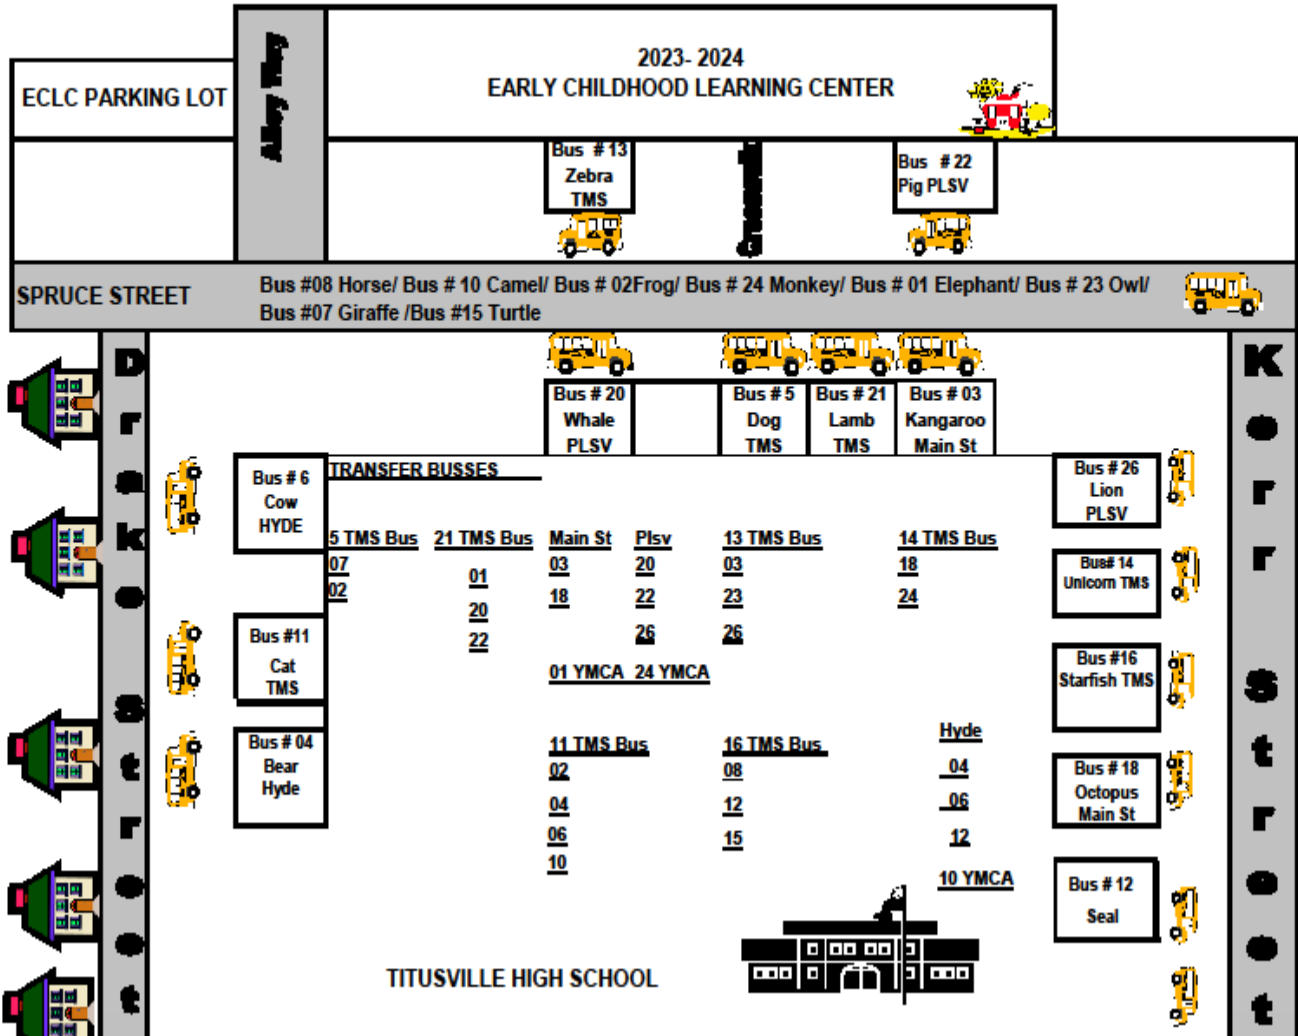 2023- 2024
EARLY CHILDHOOD LEARNING CENTER
ECLC PARKING LOT
Alley Way
Bus # 13
Zebra
TMS
Bus # 22
Pig PLSV
SPRUCE STREET
Bus #08 Horse/ Bus # 10 Camel/ Bus # 02Frog/ Bus # 24 Monkey/ Bus # 01 Elephant/ Bus # 23 Owl/
Bus #07 Giraffe /Bus #15 Turtle
Drake Street
Korr Street
Bus # 20
Whale
PLSV
Bus # 5
Dog
TMS
Bus # 21
Lamb
TMS
Bus # 03
Kangaroo
Main St
Bus # 6
Cow
HYDE
Bus #11
Cat
TMS
Bus # 04
Bear
Hyde
TRANSFER BUSSES
5 TMS Bus
07
02
21 TMS Bus
01
20
22
Main St
03
18
Plsv
20
22
26
13 TMS Bus
03
23
26
14 TMS Bus
18
24
01 YMCA 24 YMCA
11 TMS Bus
02
04
06
10
16 TMS Bus
08
12
15
Hyde
04
06
12
10 YMCA
Bus # 26
Lion
PLSV
Bus# 14
Unicorn TMS
Bus #16
Starfish TMS
Bus # 18
Octopus
Main St
Bus # 12
Seal
TITUSVILLE HIGH SCHOOL